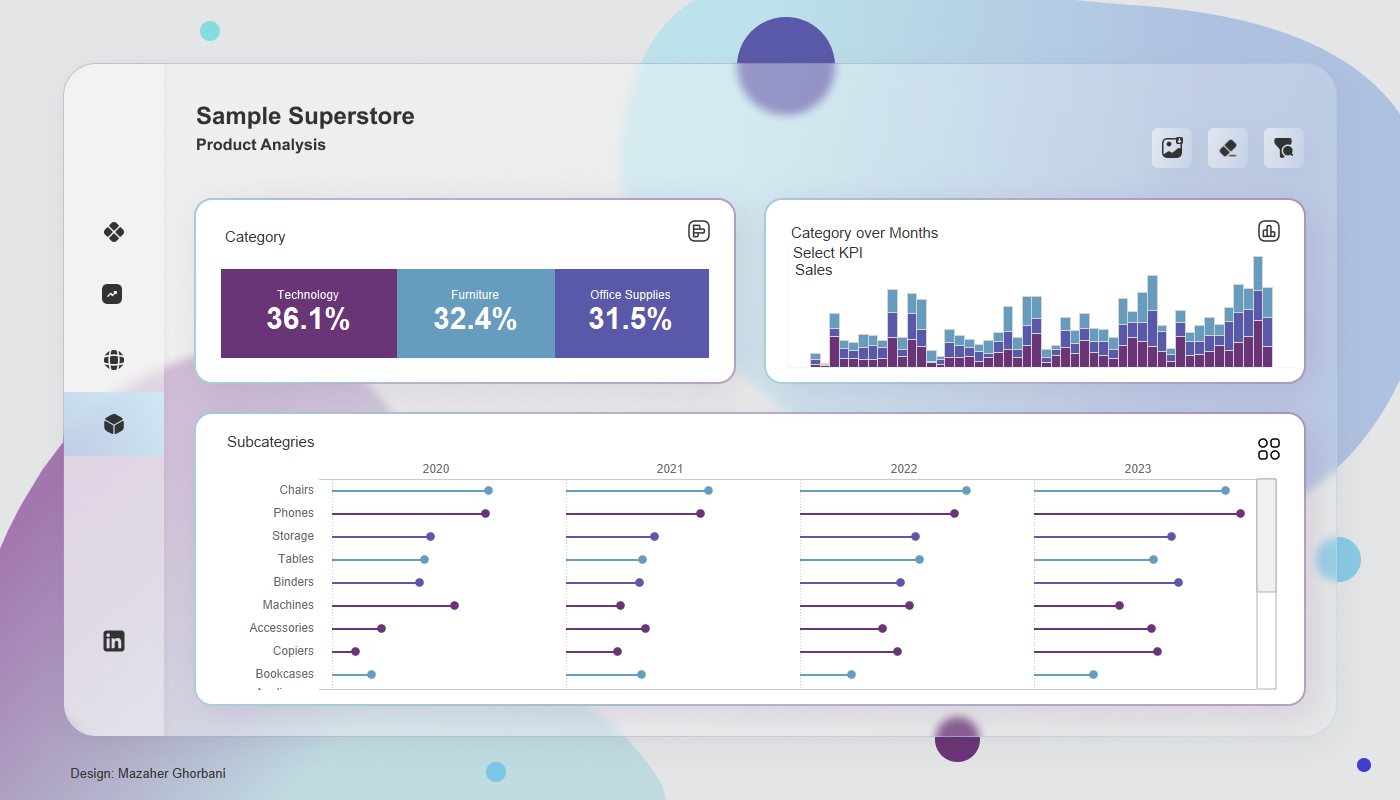 Sample Superstore
Product Analysis
Category
Technology
36.1%
Furniture
32.4%
Office Supplies
31.5%
Category over Months
Select KPI
Sales
Subcategries
2020
2021
2022
2023
Chairs
Phones
Storage
Tables
Binders
Machines
Accessories
Copiers
Bookcases
in
Design: Mazaher Ghorbani